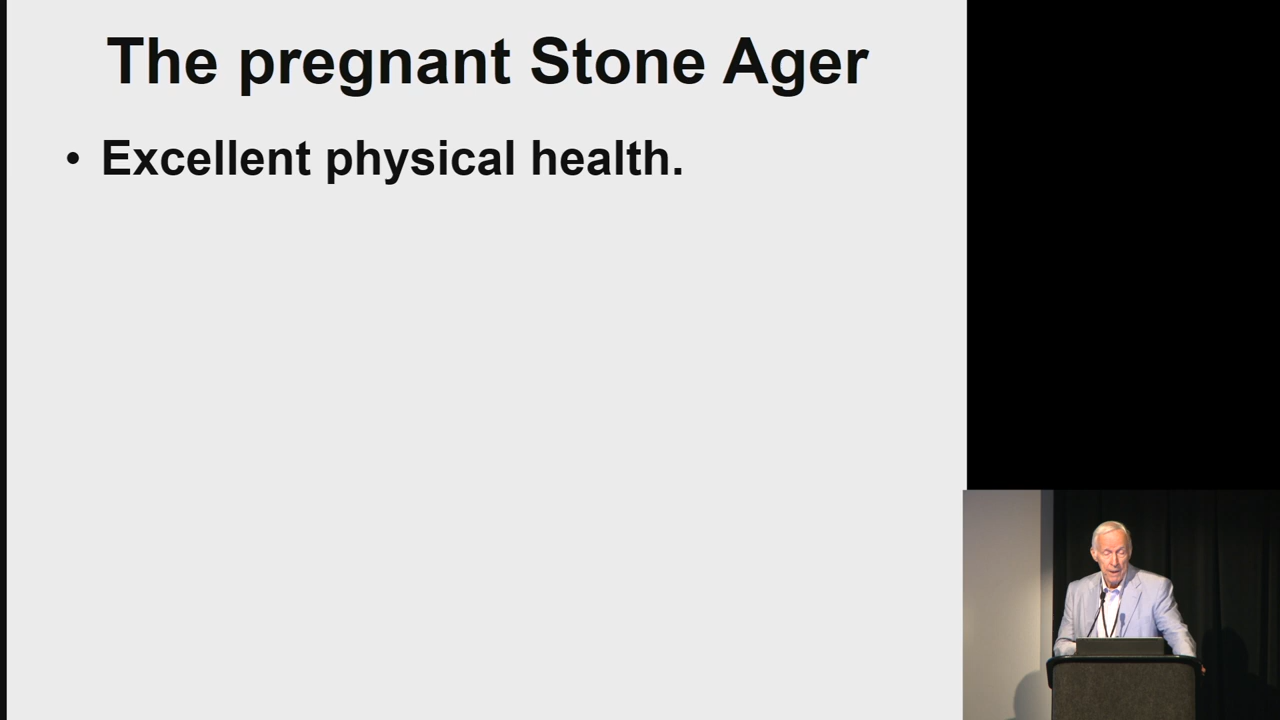 The pregnant Stone Ager
• Excellent physical health.